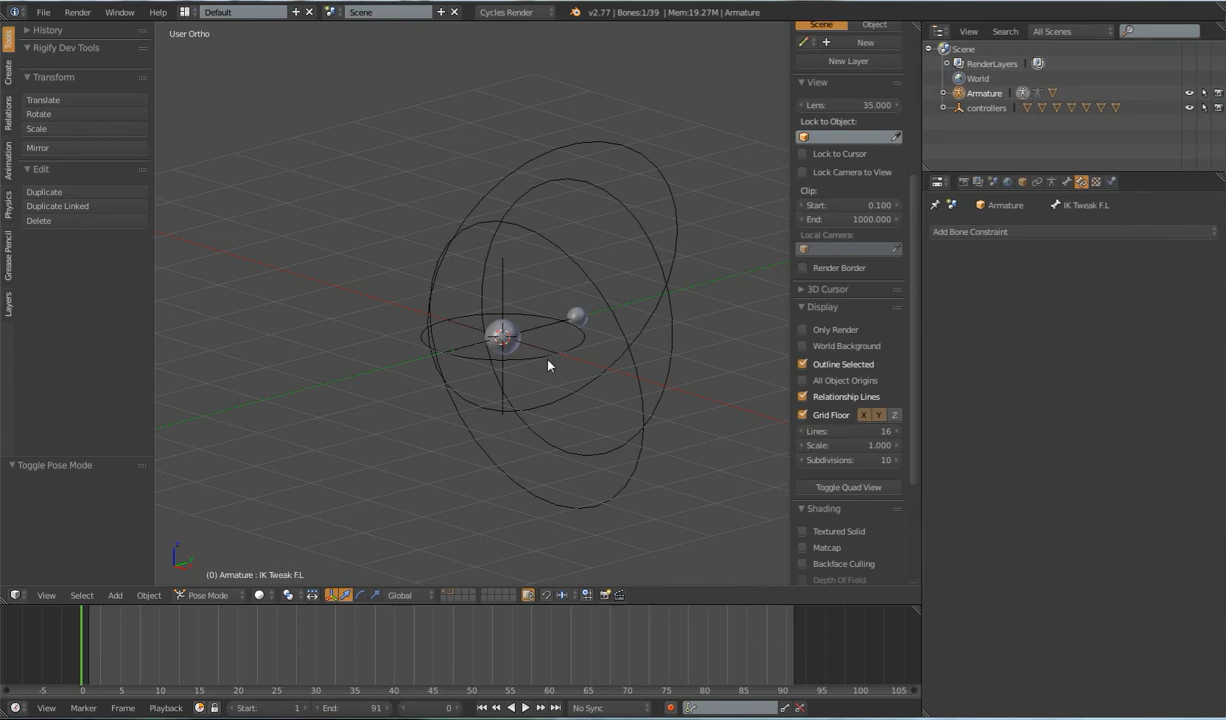 File Render Window Help Default Scene Cycles Render v2.77 | Bones:1/39 | Mem:19.27M | Armature
User Ortho
Tools
Create
Relations
Animation
Physics
Grease Pencil
Layers
History
Rigify Dev Tools
Transform
Translate
Rotate
Scale
Mirror
Edit
Duplicate
Duplicate Linked
Delete
Toggle Pose Mode
Scene Object
New
New Layer
View
Lens: 35.000
Lock to Object:
Lock to Cursor
Lock Camera to View
Clip:
Start: 0.100
End: 1000.000
Local Camera:
Render Border
3D Cursor
Display
Only Render
World Background
Outline Selected
All Object Origins
Relationship Lines
Grid Floor X Y Z
Lines: 16
Scale: 1.000
Subdivisions: 10
Toggle Quad View
Shading
Textured Solid
Matcap
Backface Culling
Depth Of Field
View Search All Scenes
Scene
RenderLayers
World
Armature
controllers
Armature IK Tweak F.L
Add Bone Constraint
z
y
(0) Armature : IK Tweak F.L
View Select Add Object Pose Mode Global
-5 0 5 10 15 20 25 30 35 40 45 50 55 60 65 70 75 80 85 90 95 100 105
View Marker Frame Playback Start: 1 End: 91 0 No Sync